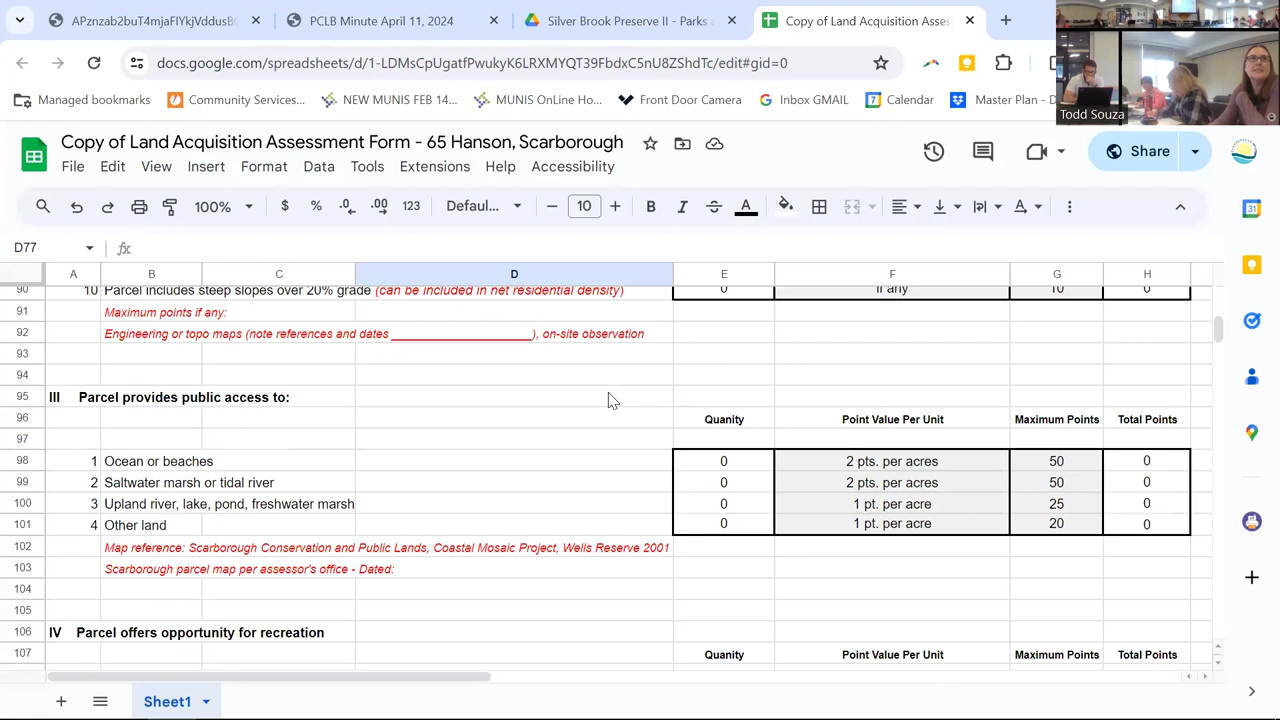 APznzab2buT4mjaFIYkjVddusB
PCLB Minute April 11, 2024
Silver Brook Preserve II - Parks
Copy of Land Acquisition Asses
docs.google.com/spreadsheets/d/1-LDMsCpUgatfPwukyK6LRXMYQT39FbdxC5nU8ZShdTc/edit#gid=0
Managed bookmarks
Community Services...
NEW MUNIS FEB 14...
MUNIS OnLine Ho...
Front Door Camera
Inbox GMAIL
Calendar
Master Plan - D
Todd Souza
Copy of Land Acquisition Assessment Form - 65 Hanson, Scarborough
File Edit View Insert Format Data Tools Extensions Help Accessibility
Share
100% $ % .0 .00 123 Defaul... 10 B I A
D77 fx
A B C D E F G H
90 10 Parcel includes steep slopes over 20% grade (can be included in net residential density) 0 if any 10 0
91 Maximum points if any:
92 Engineering or topo maps (note references and dates ____________________), on-site observation
93
94
95 III Parcel provides public access to:
96 Quanity Point Value Per Unit Maximum Points Total Points
97
98 1 Ocean or beaches 0 2 pts. per acres 50 0
99 2 Saltwater marsh or tidal river 0 2 pts. per acres 50 0
100 3 Upland river, lake, pond, freshwater marsh 0 1 pt. per acre 25 0
101 4 Other land 0 1 pt. per acre 20 0
102 Map reference: Scarborough Conservation and Public Lands, Coastal Mosaic Project, Wells Reserve 2001
103 Scarborough parcel map per assessor's office - Dated:
104
105
106 IV Parcel offers opportunity for recreation
107 Quanity Point Value Per Unit Maximum Points Total Points
Sheet1
31